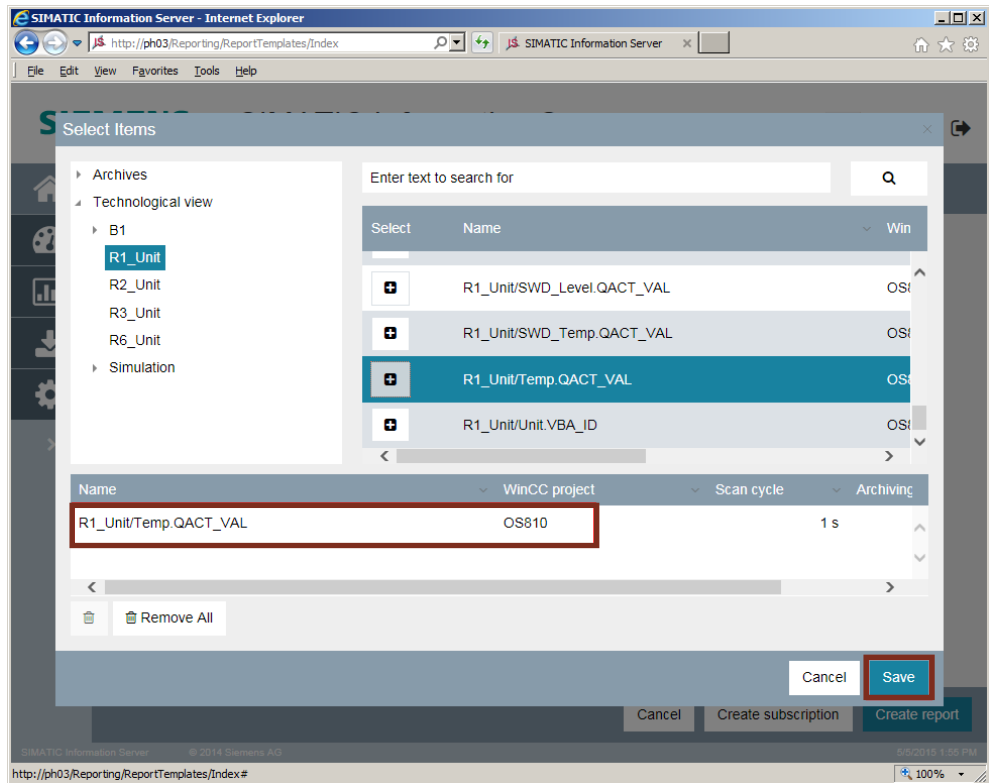 SIMATIC Information Server - Internet Explorer
http://ph03/Reporting/ReportTemplates/Index
SIMATIC Information Server
File Edit View Favorites Tools Help
Select Items
Archives
Technological view
B1
R1_Unit
R2_Unit
R3_Unit
R6_Unit
Simulation
Enter text to search for
Select Name Win
R1_Unit/SWD_Level.QACT_VAL
R1_Unit/SWD_Temp.QACT_VAL
R1_Unit/Temp.QACT_VAL
R1_Unit/Unit.VBA_ID
Name WinCC project Scan cycle Archiving
R1_Unit/Temp.QACT_VAL OS810 1 s
Remove All
Cancel Save
Cancel Create subscription Create report
SIMATIC Information Server © 2014 Siemens AG 5/5/2015 1:55 PM
http://ph03/Reporting/ReportTemplates/Index# 100%